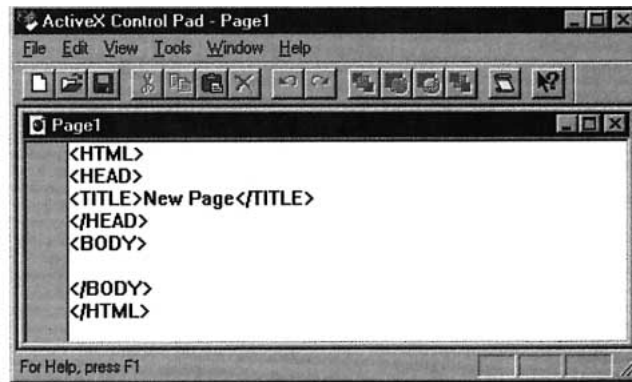 ActiveX Control Pad - Page1
File Edit View Tools Window Help
Page1
<HTML>
<HEAD>
<TITLE>New Page</TITLE>
</HEAD>
<BODY>
</BODY>
</HTML>
For Help, press F1